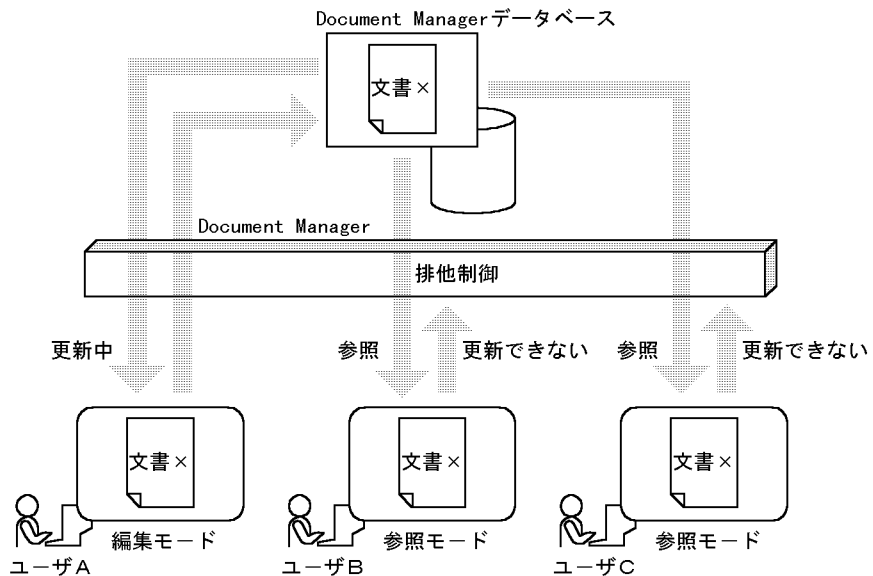 Document Managerデータベース
文書×
Document Manager
排他制御
更新中
参照
更新できない
参照
更新できない
文書×
文書×
文書×
編集モード
参照モード
参照モード
ユーザA
ユーザB
ユーザC